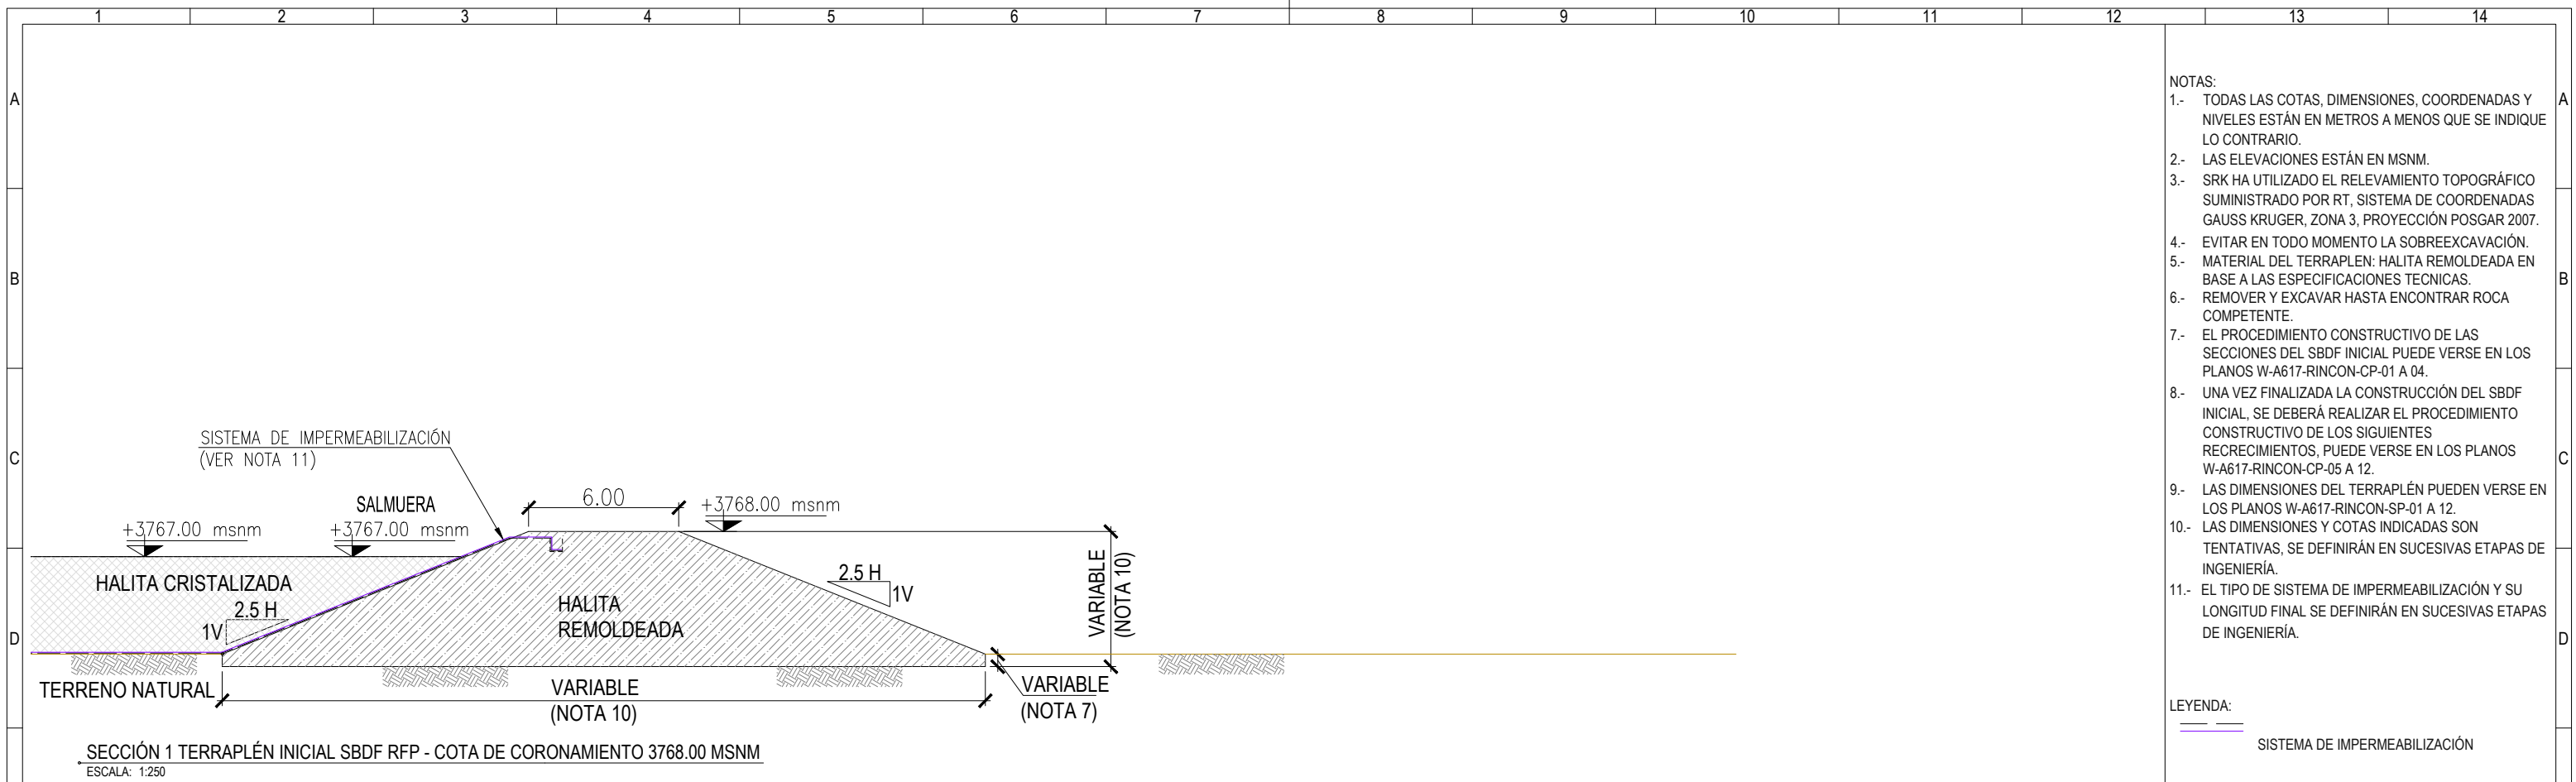 1 2 3 4 5 6 7 8 9 10 11 12 13 14
A
B
C
D
SISTEMA DE IMPERMEABILIZACIÓN
(VER NOTA 11)
SALMUERA
+3767.00 msnm
+3767.00 msnm
6.00
+3768.00 msnm
HALITA CRISTALIZADA
2.5 H
1V
HALITA
REMOLDEADA
2.5 H
1V
VARIABLE
(NOTA 10)
TERRENO NATURAL
VARIABLE
(NOTA 10)
VARIABLE
(NOTA 7)
SECCIÓN 1 TERRAPLÉN INICIAL SBDF RFP - COTA DE CORONAMIENTO 3768.00 MSNM
ESCALA: 1:250
NOTAS:
1.- TODAS LAS COTAS, DIMENSIONES, COORDENADAS Y
NIVELES ESTÁN EN METROS A MENOS QUE SE INDIQUE
LO CONTRARIO.
2.- LAS ELEVACIONES ESTÁN EN MSNM.
3.- SRK HA UTILIZADO EL RELEVAMIENTO TOPOGRÁFICO
SUMINISTRADO POR RT, SISTEMA DE COORDENADAS
GAUSS KRUGER, ZONA 3, PROYECCIÓN POSGAR 2007.
4.- EVITAR EN TODO MOMENTO LA SOBREEXCAVACIÓN.
5.- MATERIAL DEL TERRAPLEN: HALITA REMOLDEADA EN
BASE A LAS ESPECIFICACIONES TECNICAS.
6.- REMOVER Y EXCAVAR HASTA ENCONTRAR ROCA
COMPETENTE.
7.- EL PROCEDIMIENTO CONSTRUCTIVO DE LAS
SECCIONES DEL SBDF INICIAL PUEDE VERSE EN LOS
PLANOS W-A617-RINCON-CP-01 A 04.
8.- UNA VEZ FINALIZADA LA CONSTRUCCIÓN DEL SBDF
INICIAL, SE DEBERÁ REALIZAR EL PROCEDIMIENTO
CONSTRUCTIVO DE LOS SIGUIENTES
RECRECIMIENTOS, PUEDE VERSE EN LOS PLANOS
W-A617-RINCON-CP-05 A 12.
9.- LAS DIMENSIONES DEL TERRAPLÉN PUEDEN VERSE EN
LOS PLANOS W-A617-RINCON-SP-01 A 12.
10.- LAS DIMENSIONES Y COTAS INDICADAS SON
TENTATIVAS, SE DEFINIRÁN EN SUCESIVAS ETAPAS DE
INGENIERÍA.
11.- EL TIPO DE SISTEMA DE IMPERMEABILIZACIÓN Y SU
LONGITUD FINAL SE DEFINIRÁN EN SUCESIVAS ETAPAS
DE INGENIERÍA.
LEYENDA:
SISTEMA DE IMPERMEABILIZACIÓN
A
B
C
D